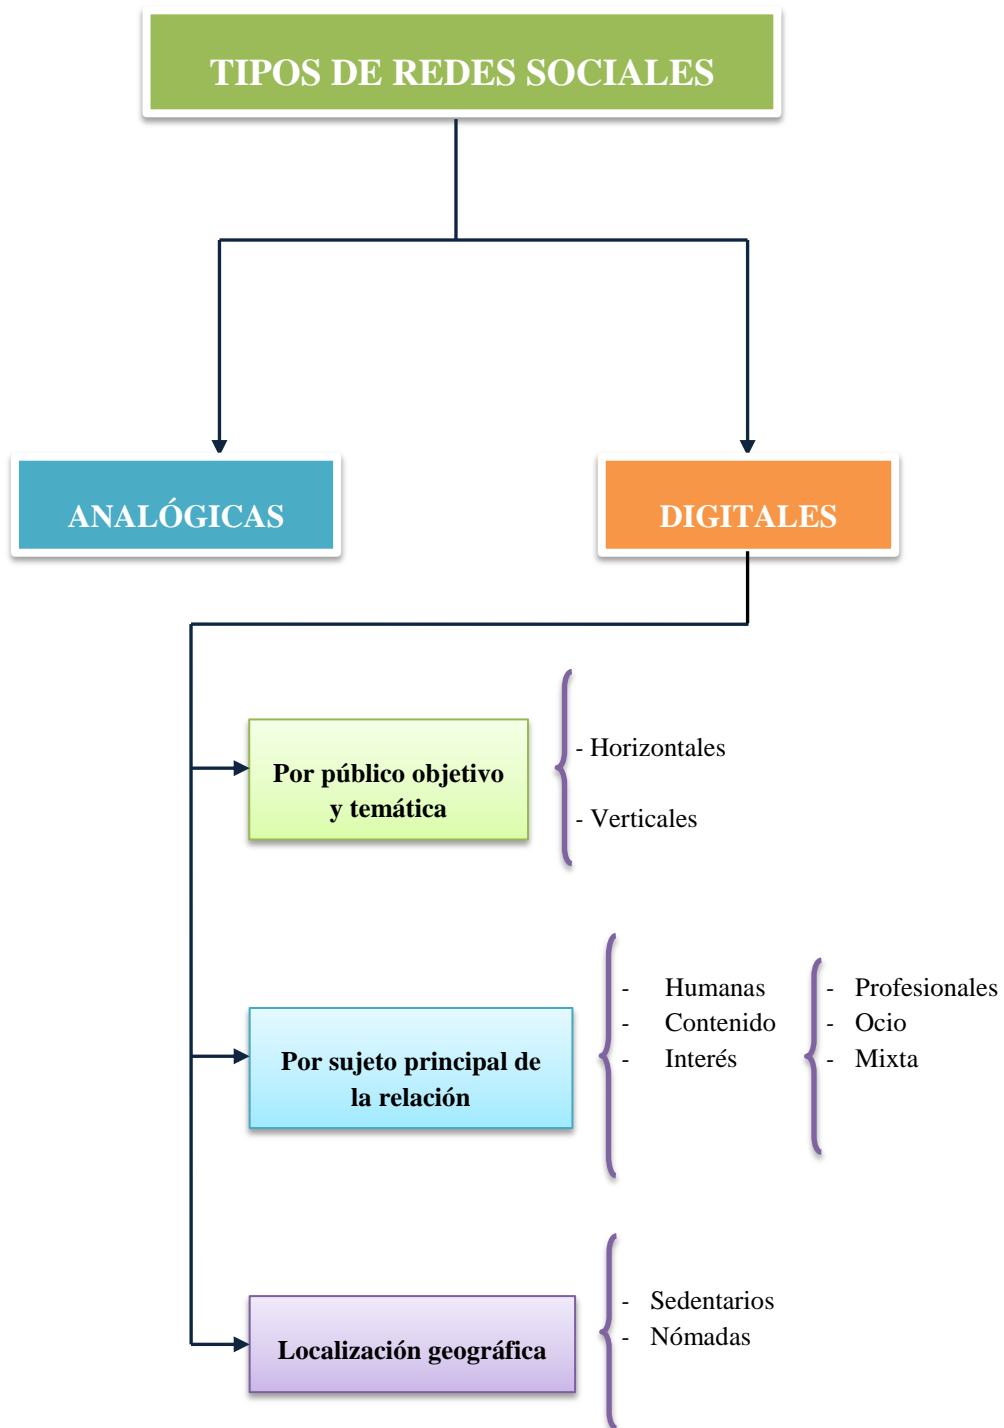 TIPOS DE REDES SOCIALES
ANALÓGICAS
DIGITALES
Por público objetivo
y temática
- Horizontales
- Verticales
Por sujeto principal de
la relación
- Humanas
- Contenido
- Interés
- Profesionales
- Ocio
- Mixta
Localización geográfica
- Sedentarios
- Nómadas